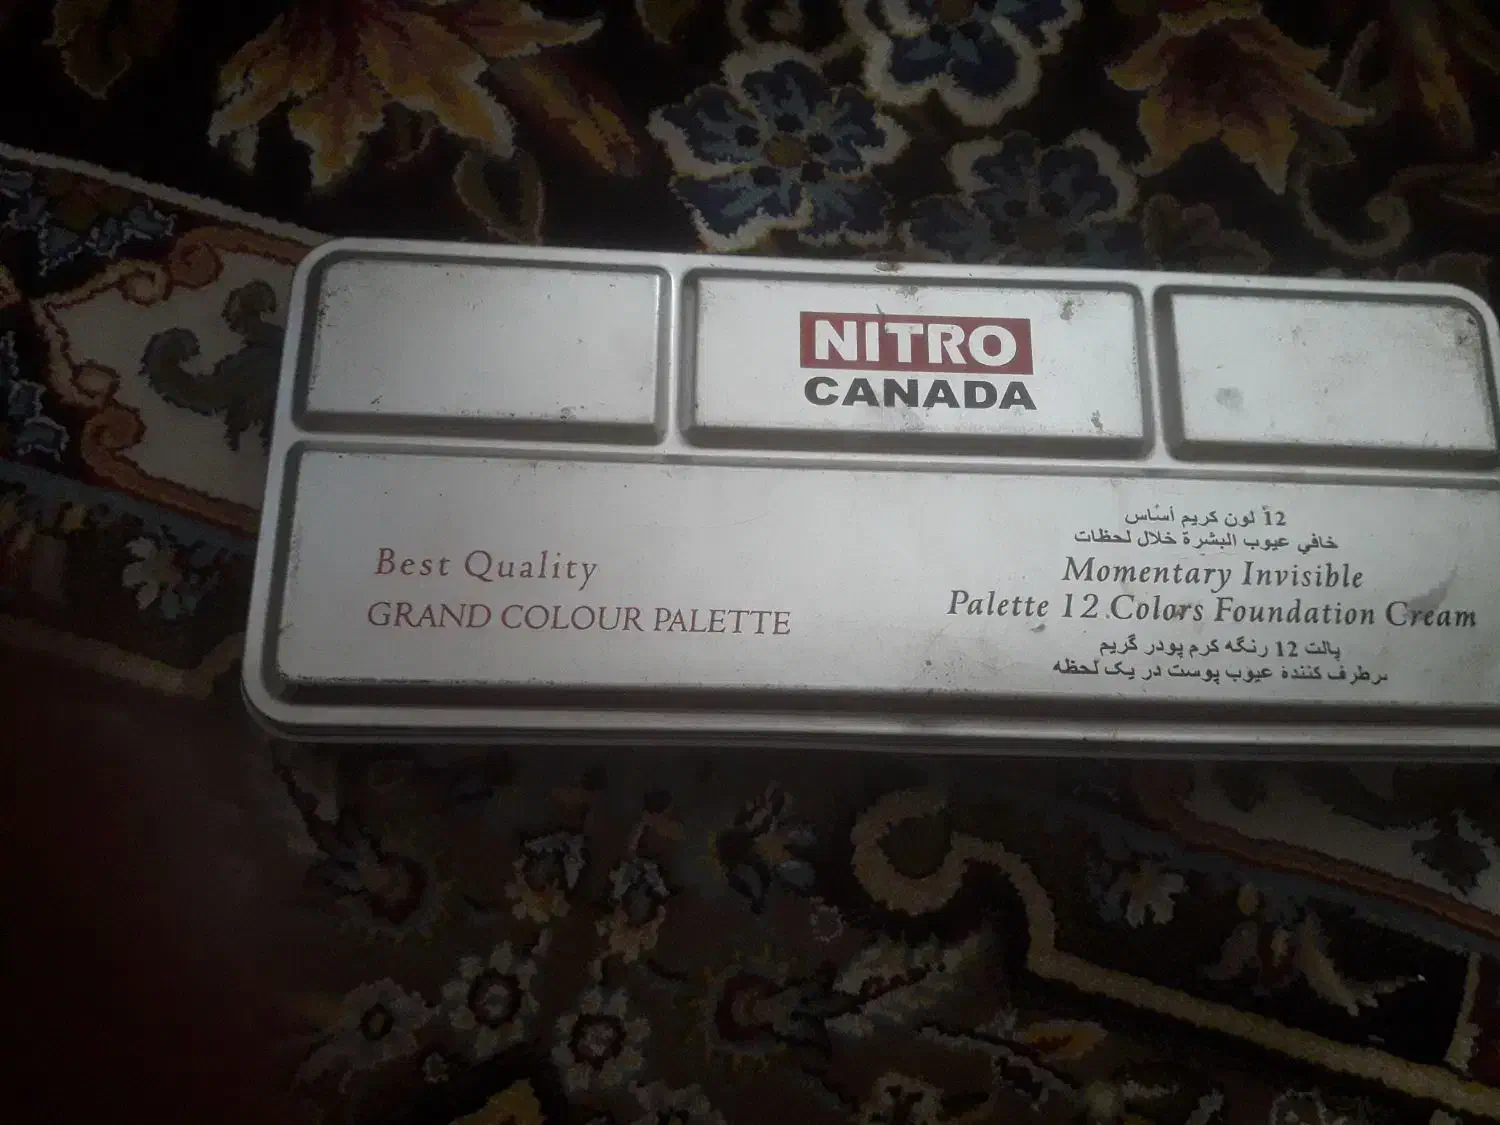 NITRO
CANADA
Best Quality
GRAND COLOUR PALETTE
12 لون كريم أساس
خافي عيوب البشرة خلال لحظات
Momentary Invisible
Palette 12 Colors Foundation Cream
پالت 12 رنگه کرم پودر گریم
برطرف کننده عیوب پوست در یک لحظه